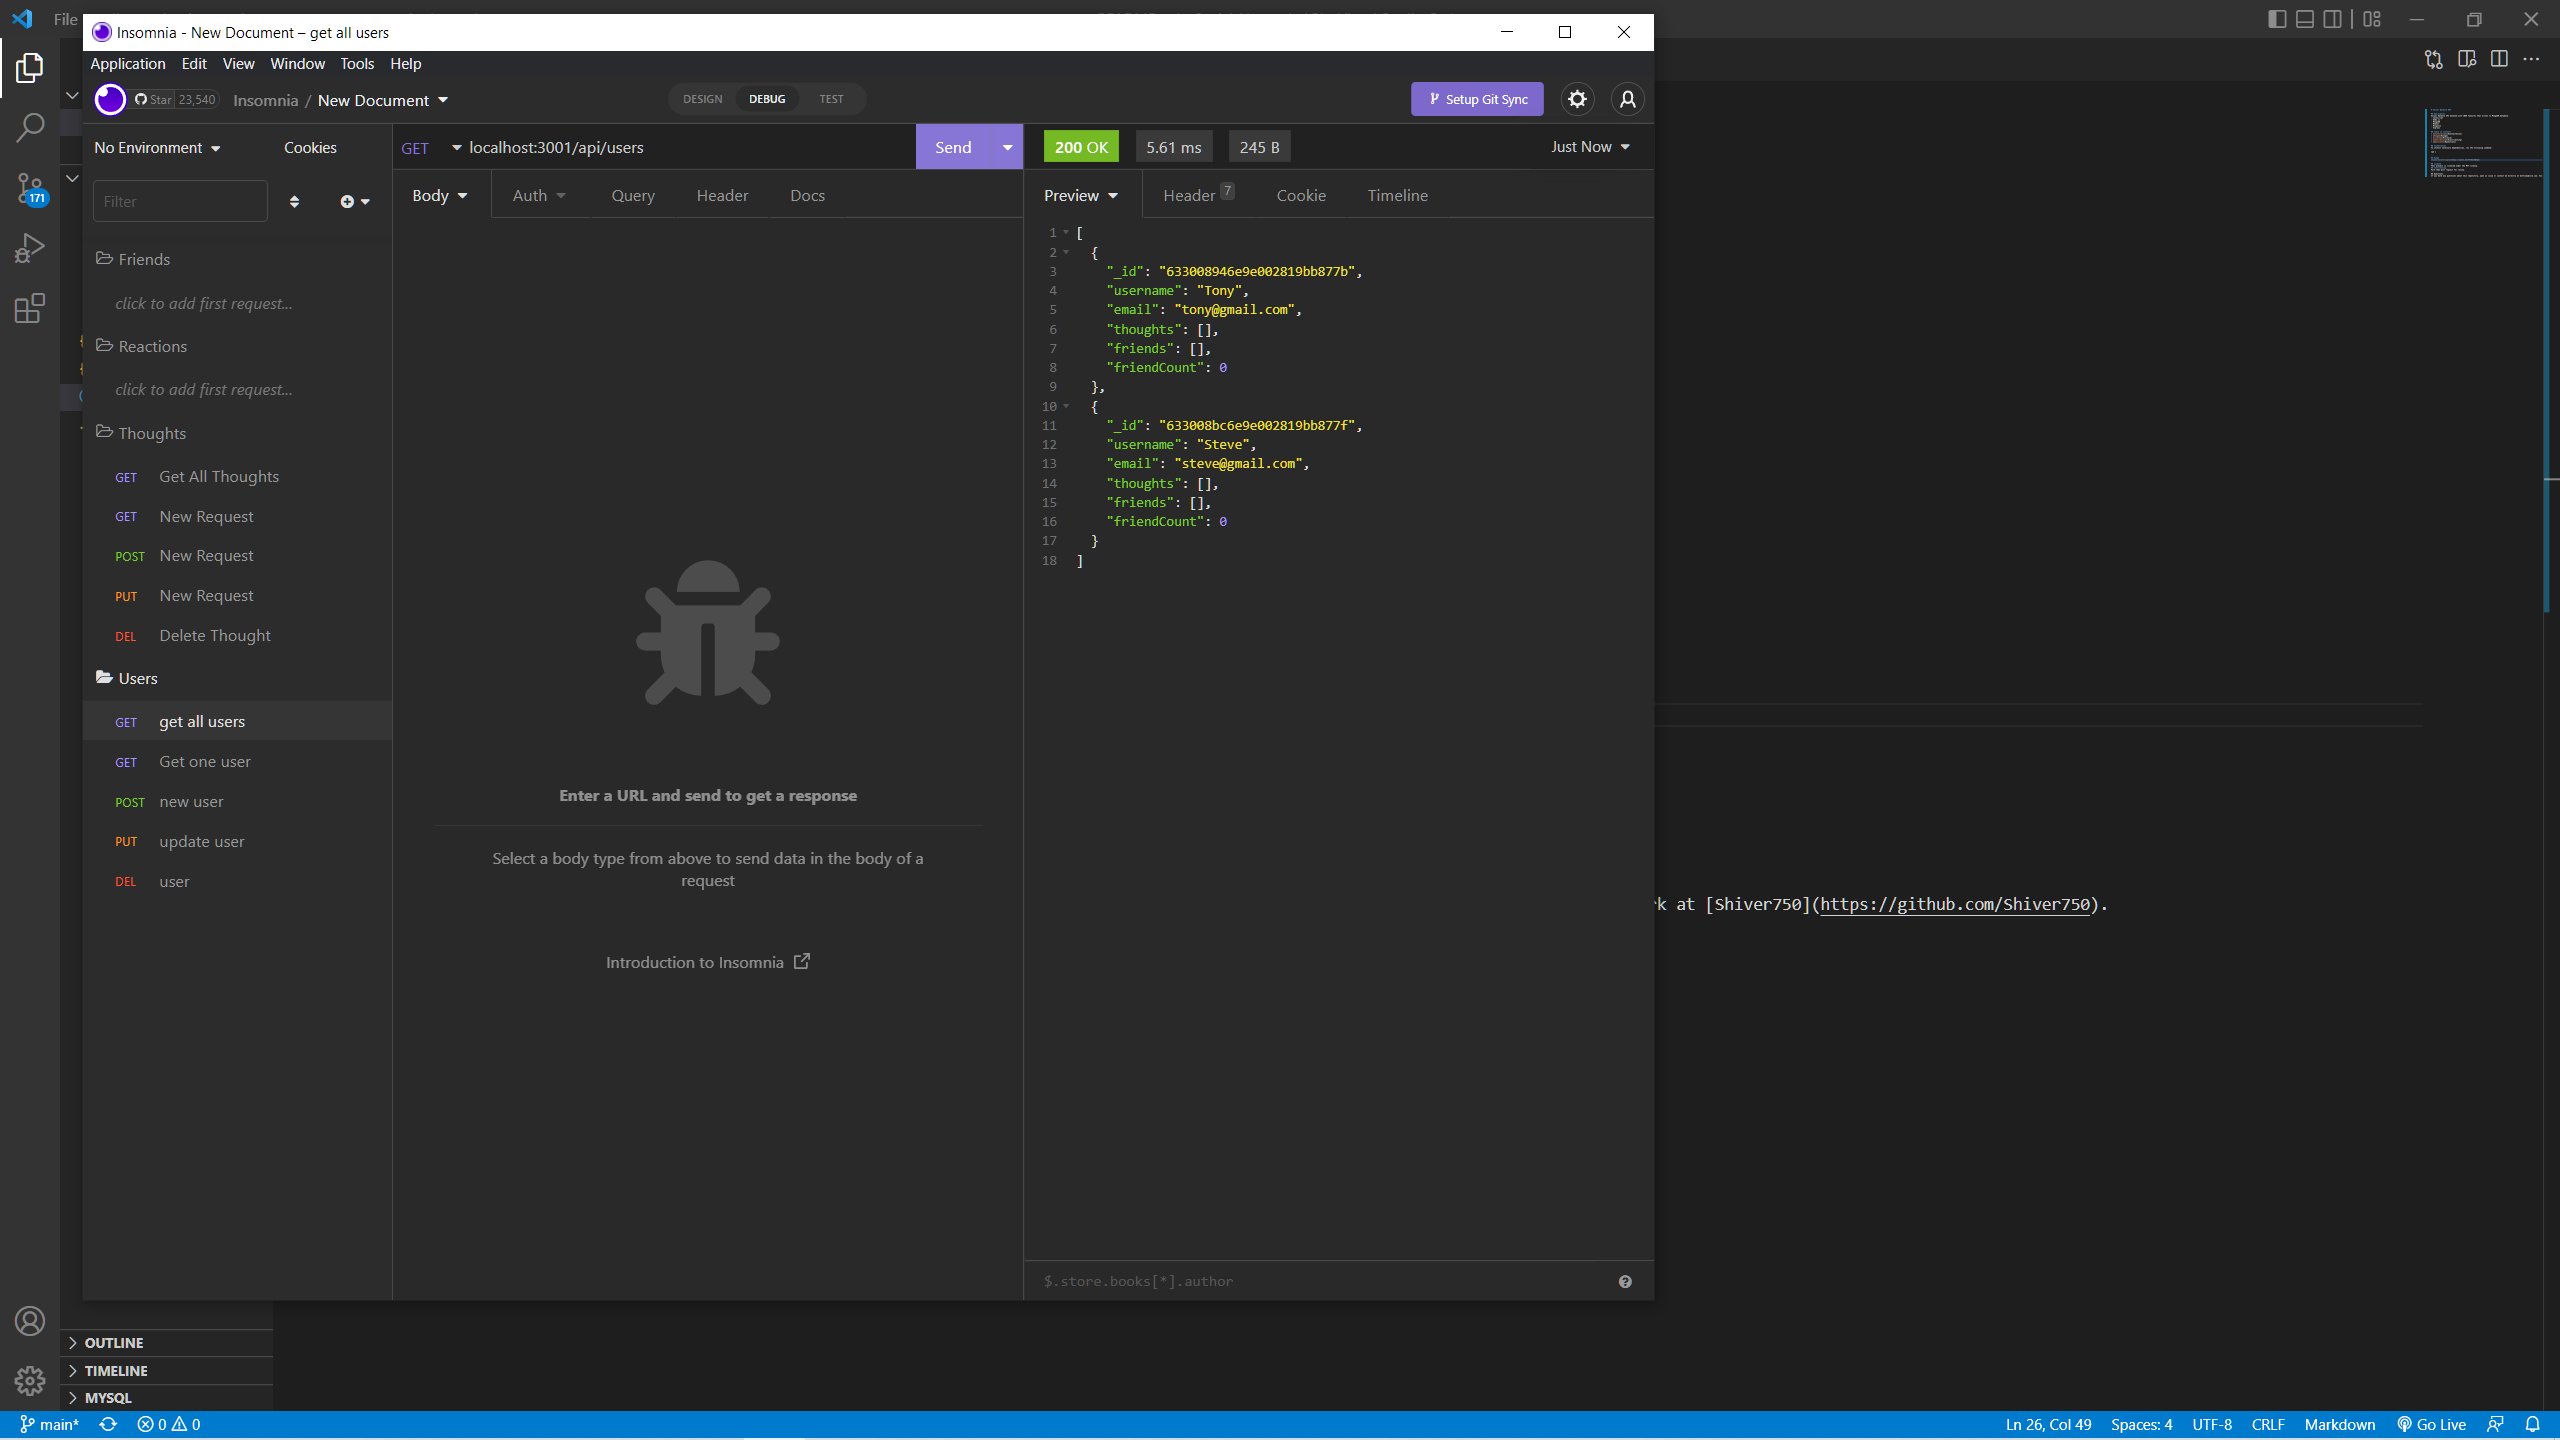 File
Insomnia - New Document – get all users
Application Edit View Window Tools Help
Star 23,540 Insomnia / New Document
DESIGN DEBUG TEST
Setup Git Sync
No Environment Cookies
GET localhost:3001/api/users Send
200 OK 5.61 ms 245 B Just Now
Filter
Body Auth Query Header Docs
Preview Header 7 Cookie Timeline
171
Friends
click to add first request...
Reactions
click to add first request...
Thoughts
GET Get All Thoughts
GET New Request
POST New Request
PUT New Request
DEL Delete Thought
Users
GET get all users
GET Get one user
POST new user
PUT update user
DEL user
Enter a URL and send to get a response
Select a body type from above to send data in the body of a
request
Introduction to Insomnia
1 [
2 {
3 "_id": "633008946e9e002819bb877b",
4 "username": "Tony",
5 "email": "tony@gmail.com",
6 "thoughts": [],
7 "friends": [],
8 "friendCount": 0
9 },
10 {
11 "_id": "633008bc6e9e002819bb877f",
12 "username": "Steve",
13 "email": "steve@gmail.com",
14 "thoughts": [],
15 "friends": [],
16 "friendCount": 0
17 }
18 ]
$.store.books[*].author
rk at [Shiver750](https://github.com/Shiver750).
OUTLINE
TIMELINE
MYSQL
main* 0 0
Ln 26, Col 49 Spaces: 4 UTF-8 CRLF Markdown Go Live